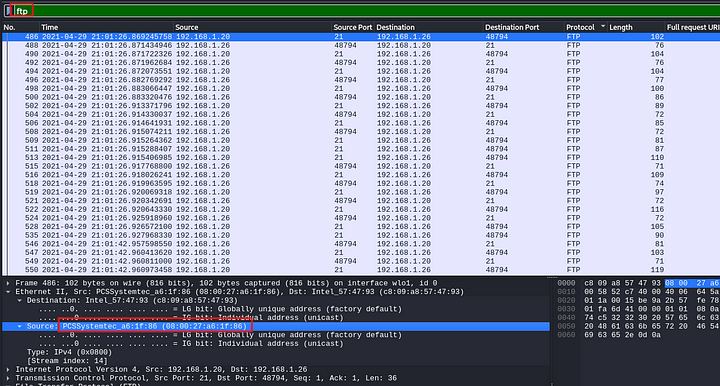 ftp
No. Time Source Source Port Destination Destination Port Protocol Length Full request URI
486 2021-04-29 21:01:26.869245758 192.168.1.20 21 192.168.1.26 48794 FTP 102
488 2021-04-29 21:01:26.871434946 192.168.1.26 48794 192.168.1.20 21 FTP 76
490 2021-04-29 21:01:26.871722326 192.168.1.20 21 192.168.1.26 48794 FTP 104
492 2021-04-29 21:01:26.871962684 192.168.1.26 48794 192.168.1.20 21 FTP 76
494 2021-04-29 21:01:26.872073551 192.168.1.20 21 192.168.1.26 48794 FTP 104
496 2021-04-29 21:01:26.882769292 192.168.1.26 48794 192.168.1.20 21 FTP 77
498 2021-04-29 21:01:26.883066447 192.168.1.20 21 192.168.1.26 48794 FTP 100
500 2021-04-29 21:01:26.883320476 192.168.1.26 48794 192.168.1.20 21 FTP 86
502 2021-04-29 21:01:26.913371796 192.168.1.20 21 192.168.1.26 48794 FTP 89
504 2021-04-29 21:01:26.914330037 192.168.1.26 48794 192.168.1.20 21 FTP 72
506 2021-04-29 21:01:26.914641931 192.168.1.20 21 192.168.1.26 48794 FTP 85
508 2021-04-29 21:01:26.915074211 192.168.1.26 48794 192.168.1.20 21 FTP 72
509 2021-04-29 21:01:26.915264362 192.168.1.20 21 192.168.1.26 48794 FTP 81
511 2021-04-29 21:01:26.915288407 192.168.1.20 21 192.168.1.26 48794 FTP 87
513 2021-04-29 21:01:26.915406985 192.168.1.20 21 192.168.1.26 48794 FTP 110
515 2021-04-29 21:01:26.917768800 192.168.1.26 48794 192.168.1.20 21 FTP 71
516 2021-04-29 21:01:26.918026241 192.168.1.20 21 192.168.1.26 48794 FTP 109
518 2021-04-29 21:01:26.919963595 192.168.1.26 48794 192.168.1.20 21 FTP 74
519 2021-04-29 21:01:26.920069318 192.168.1.20 21 192.168.1.26 48794 FTP 97
521 2021-04-29 21:01:26.920342691 192.168.1.26 48794 192.168.1.20 21 FTP 72
522 2021-04-29 21:01:26.920643330 192.168.1.20 21 192.168.1.26 48794 FTP 116
524 2021-04-29 21:01:26.925918960 192.168.1.26 48794 192.168.1.20 21 FTP 72
528 2021-04-29 21:01:26.926572100 192.168.1.20 21 192.168.1.26 48794 FTP 105
535 2021-04-29 21:01:26.927968330 192.168.1.20 21 192.168.1.26 48794 FTP 90
546 2021-04-29 21:01:42.957598550 192.168.1.26 48794 192.168.1.20 21 FTP 81
547 2021-04-29 21:01:42.960413620 192.168.1.20 21 192.168.1.26 48794 FTP 103
549 2021-04-29 21:01:42.960811000 192.168.1.26 48794 192.168.1.20 21 FTP 71
550 2021-04-29 21:01:42.960973458 192.168.1.20 21 192.168.1.26 48794 FTP 119
Frame 486: 102 bytes on wire (816 bits), 102 bytes captured (816 bits) on interface wlo1, id 0
Ethernet II, Src: PCSSystemtec_a6:1f:86 (08:00:27:a6:1f:86), Dst: Intel_57:47:93 (c8:09:a8:57:47:93)
Destination: Intel_57:47:93 (c8:09:a8:57:47:93)
.... ..0. .... .... .... .... = LG bit: Globally unique address (factory default)
.... ...0 .... .... .... .... = IG bit: Individual address (unicast)
Source: PCSSystemtec_a6:1f:86 (08:00:27:a6:1f:86)
.... ..0. .... .... .... .... = LG bit: Globally unique address (factory default)
.... ...0 .... .... .... .... = IG bit: Individual address (unicast)
Type: IPv4 (0x0800)
[Stream index: 14]
Internet Protocol Version 4, Src: 192.168.1.20, Dst: 192.168.1.26
Transmission Control Protocol, Src Port: 21, Dst Port: 48794, Seq: 1, Ack: 1, Len: 36
0000 c8 09 a8 57 47 93 08 00 27 a6
0010 00 58 52 c7 40 00 40 06 64 5a
0020 01 1a 00 15 be 9a 2b 57 fe 78
0030 01 fa 6d 41 00 00 01 01 08 0a
0040 74 c5 32 32 30 20 57 65 6c 63
0050 20 48 61 63 6b 65 72 20 46 54
0060 69 63 65 2e 0d 0a